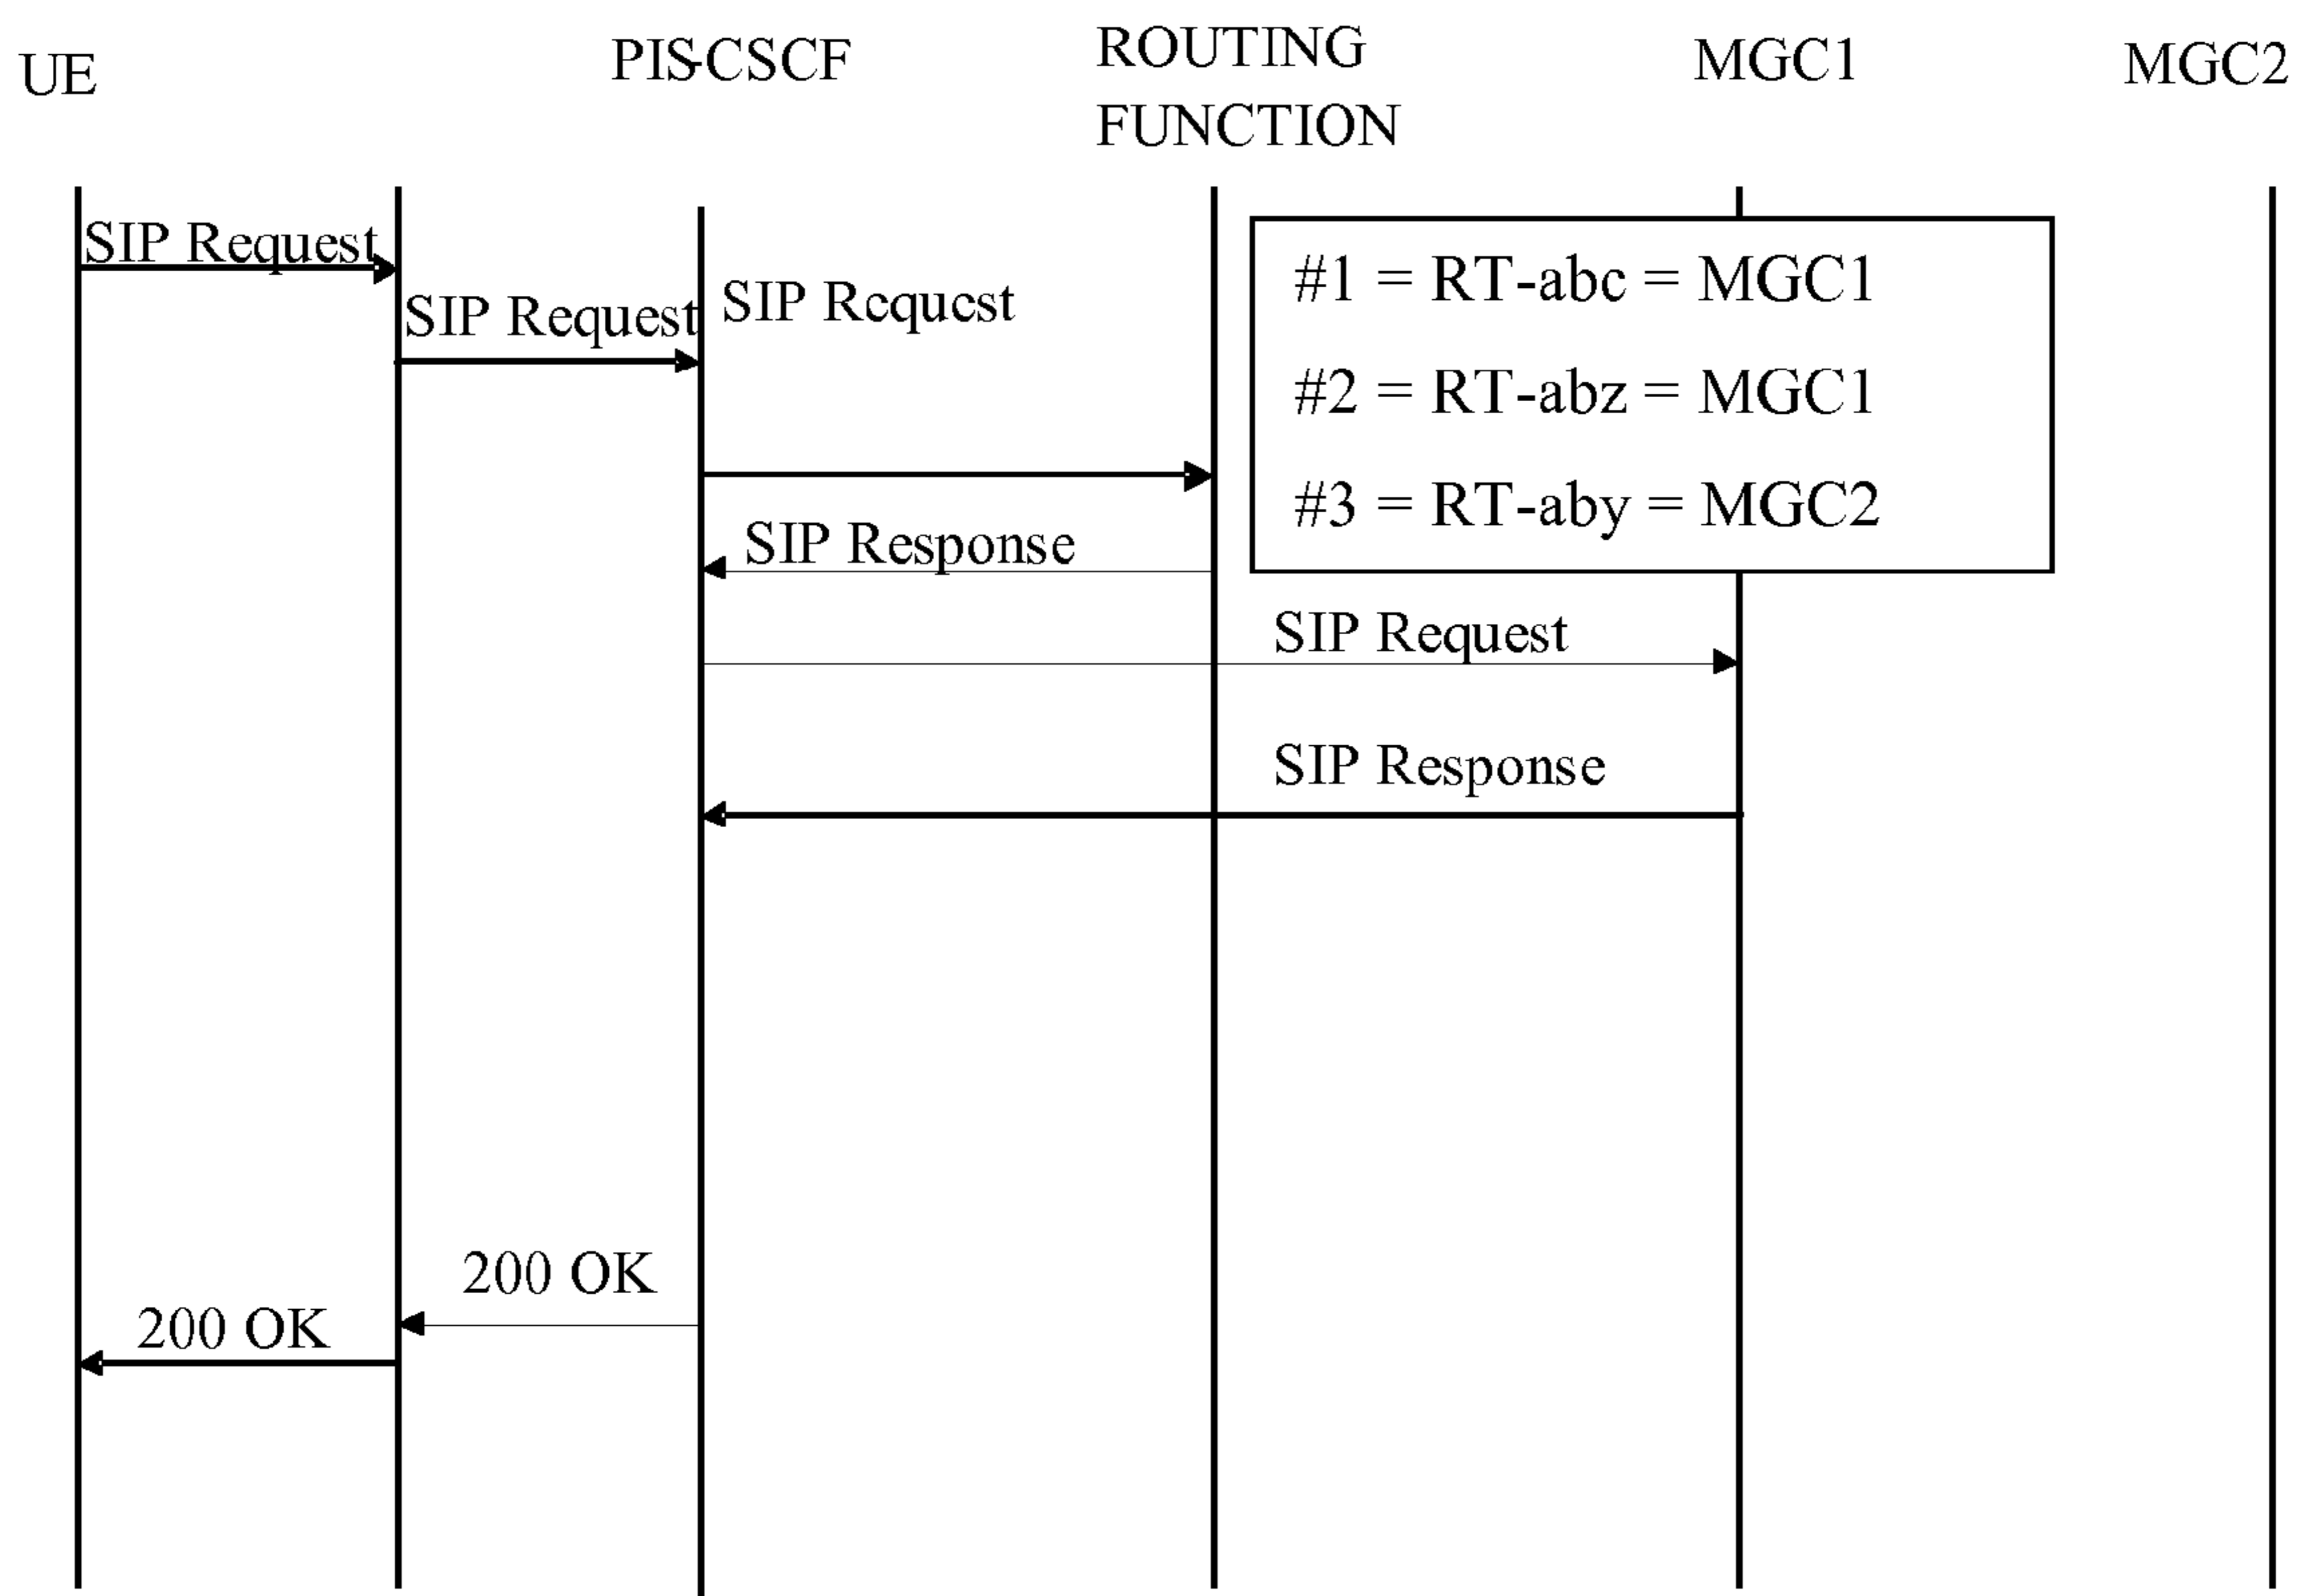 UE
PIS-CSCF
ROUTING
FUNCTION
MGC1
MGC2
SIP Request
SIP Request
SIP Request
#1 = RT-abc = MGC1
#2 = RT-abz = MGC1
#3 = RT-aby = MGC2
SIP Response
SIP Request
SIP Response
200 OK
200 OK